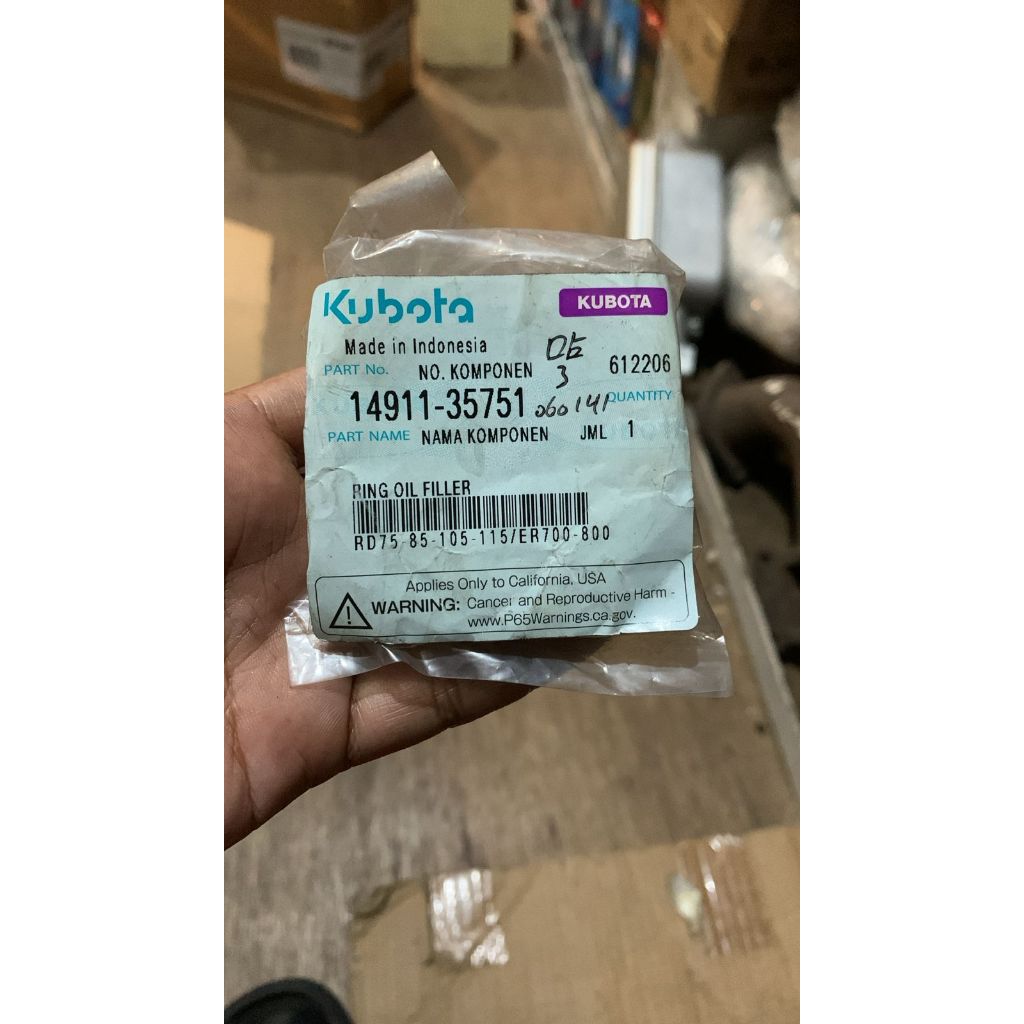 Kubota KUBOTA
Made in Indonesia
PART No. NO. KOMPONEN 3 612206
14911-35751 060141 QUANTITY
PART NAME NAMA KOMPONEN JML 1
RING OIL FILLER
RD75-85-105-115/ER700-800
Applies Only to California, USA
WARNING: Cancer and Reproductive Harm -
www.P65Warnings.ca.gov.